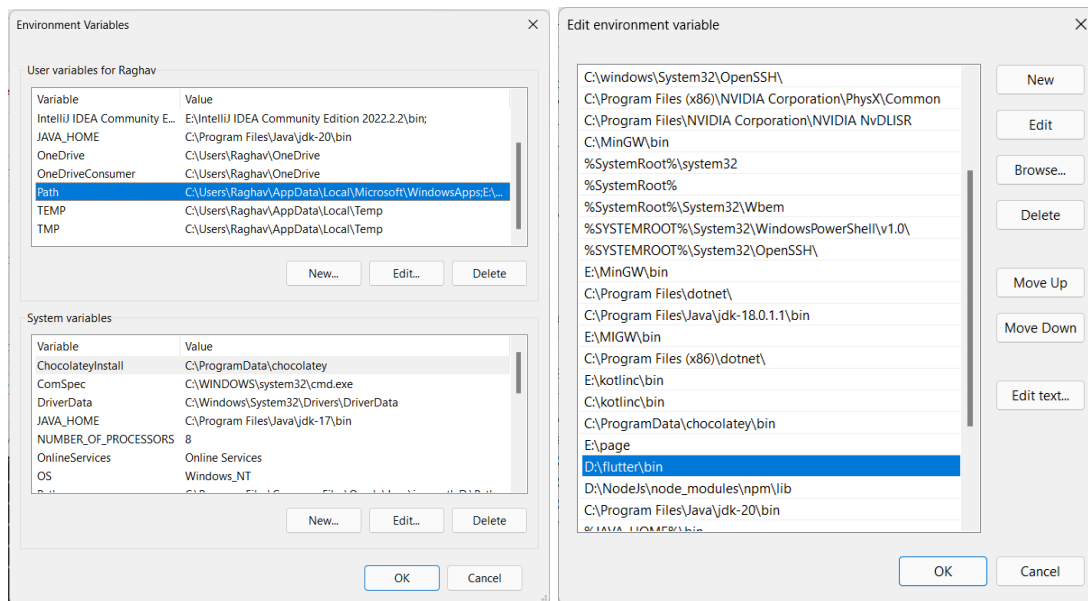 Environment Variables
User variables for Raghav
Variable Value
IntelliJ IDEA Community E... E:\IntelliJ IDEA Community Edition 2022.2.2\bin;
JAVA_HOME C:\Program Files\Java\jdk-20\bin
OneDrive C:\Users\Raghav\OneDrive
OneDriveConsumer C:\Users\Raghav\OneDrive
Path C:\Users\Raghav\AppData\Local\Microsoft\WindowsApps;E:\...
TEMP C:\Users\Raghav\AppData\Local\Temp
TMP C:\Users\Raghav\AppData\Local\Temp
New... Edit... Delete
System variables
Variable Value
ChocolateyInstall C:\ProgramData\chocolatey
ComSpec C:\WINDOWS\system32\cmd.exe
DriverData C:\Windows\System32\Drivers\DriverData
JAVA_HOME C:\Program Files\Java\jdk-17\bin
NUMBER_OF_PROCESSORS 8
OnlineServices Online Services
OS Windows_NT
New... Edit... Delete
OK Cancel
Edit environment variable
C:\windows\System32\OpenSSH\
C:\Program Files (x86)\NVIDIA Corporation\PhysX\Common
C:\Program Files\NVIDIA Corporation\NVIDIA NvDLISR
C:\MinGW\bin
%SystemRoot%\system32
%SystemRoot%
%SystemRoot%\System32\Wbem
%SYSTEMROOT%\System32\WindowsPowerShell\v1.0\
%SYSTEMROOT%\System32\OpenSSH\
E:\MinGW\bin
C:\Program Files\dotnet\
C:\Program Files\Java\jdk-18.0.1.1\bin
E:\MIGW\bin
C:\Program Files (x86)\dotnet\
E:\kotlinc\bin
C:\kotlinc\bin
C:\ProgramData\chocolatey\bin
E:\page
D:\flutter\bin
D:\NodeJs\node_modules\npm\lib
C:\Program Files\Java\jdk-20\bin
%JAVA_HOME%\bin
New
Edit
Browse...
Delete
Move Up
Move Down
Edit text...
OK Cancel